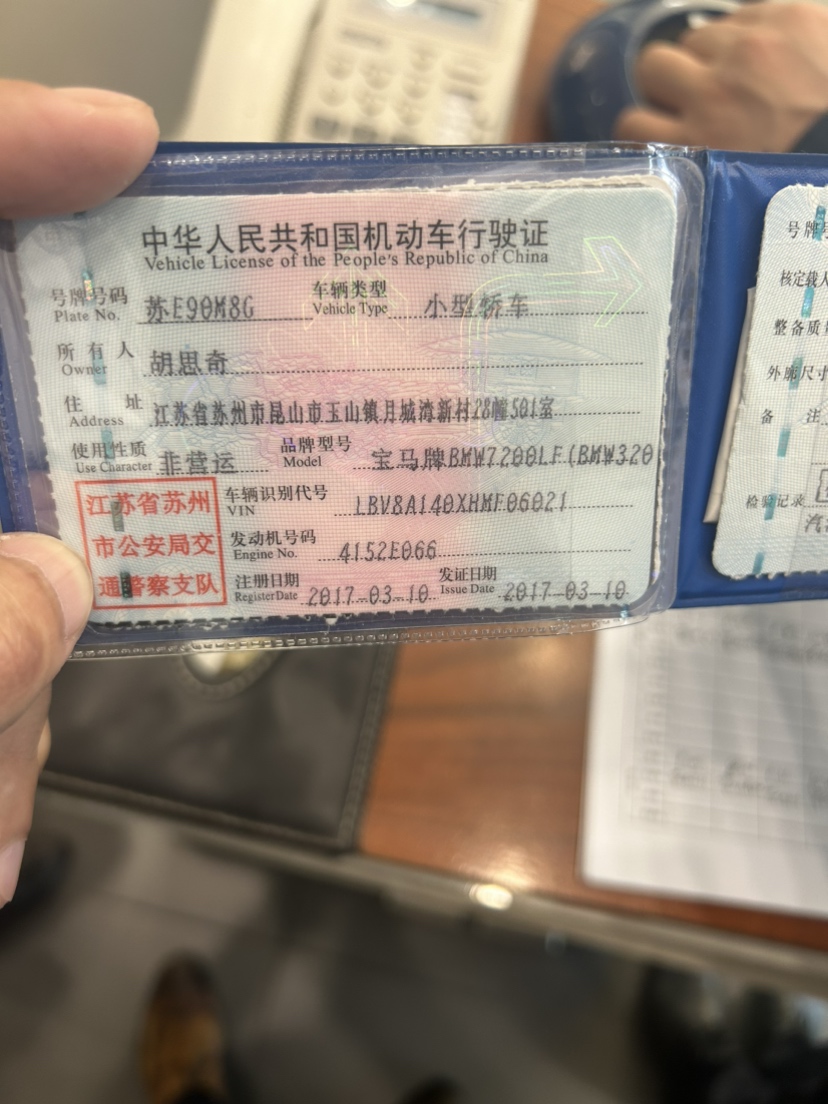 中华人民共和国机动车行驶证
Vehicle License of the People's Republic of China
号牌号码 苏E90M8G 车辆类型 小型轿车
Plate No. Vehicle Type
所有人 胡思奇
Owner
住址 江苏省苏州市昆山市玉山镇月城湾新村28幢501室
Address
使用性质 非营运 品牌型号 宝马牌BMW7200LF(BMW320
Use Character Model
江苏省苏州
市公安局交
通警察支队
车辆识别代号 LBV8A140XHMF06021
VIN
发动机号码 4152E066
Engine No.
注册日期 2017-03-10 发证日期 2017-03-10
Register Date Issue Date
号牌号
核定载人
整备质
外廓尺寸
备注
检验记录